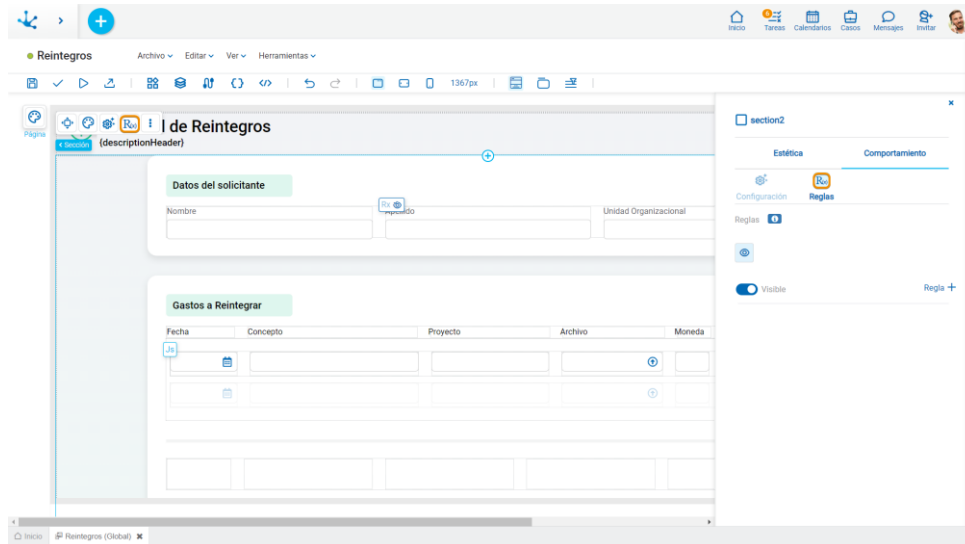 6
Inicio Tareas Calendarios Casos Mensajes Invitar
Reintegros Archivo Editar Ver Herramientas
1367px
Página
R(x) l de Reintegros
< Sección {descriptionHeader}
Datos del solicitante
Rx
Nombre Apellido Unidad Organizacional
Gastos a Reintegrar
Fecha Concepto Proyecto Archivo Moneda
Js
section2
Estética Comportamiento
R(x)
Configuración Reglas
Reglas
Visible Regla +
Inicio Reintegros (Global)